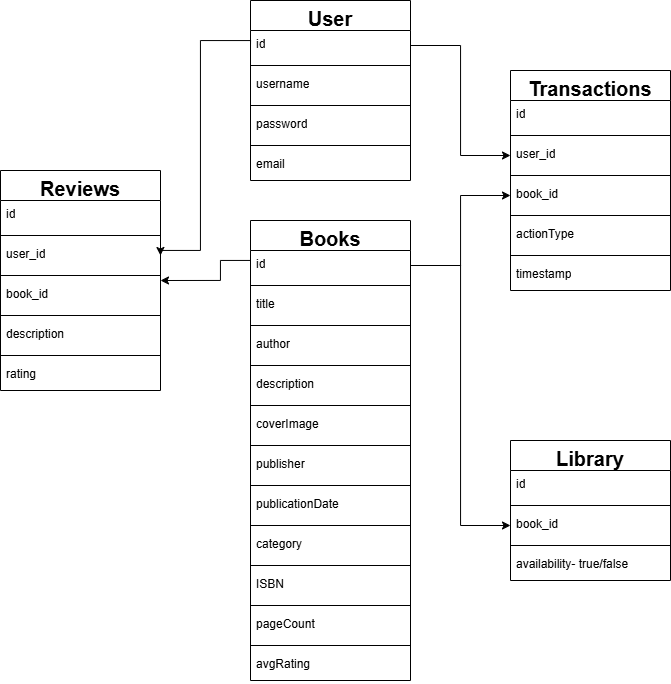 User
id
username
password
email
Transactions
id
user_id
book_id
actionType
timestamp
Reviews
id
user_id
book_id
description
rating
Books
id
title
author
description
coverImage
publisher
publicationDate
category
ISBN
pageCount
avgRating
Library
id
book_id
availability- true/false